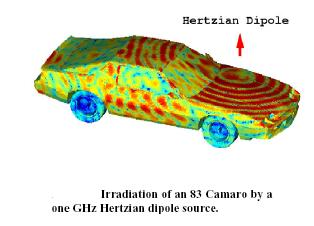 Hertzian Dipole
Irradiation of an 83 Camaro by a
one GHz Hertzian dipole source.